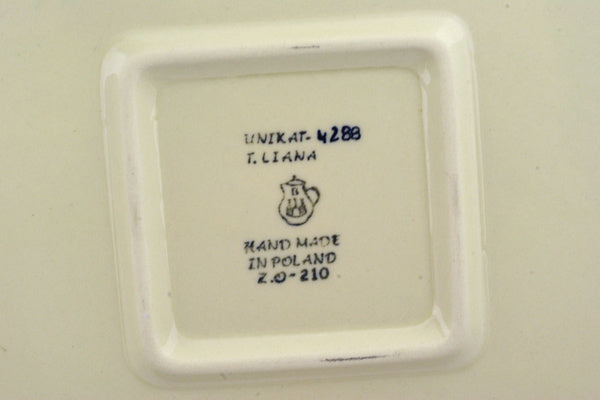 UNIKAT-4288
T. LIANA
HAND MADE
IN POLAND
Z.O-210